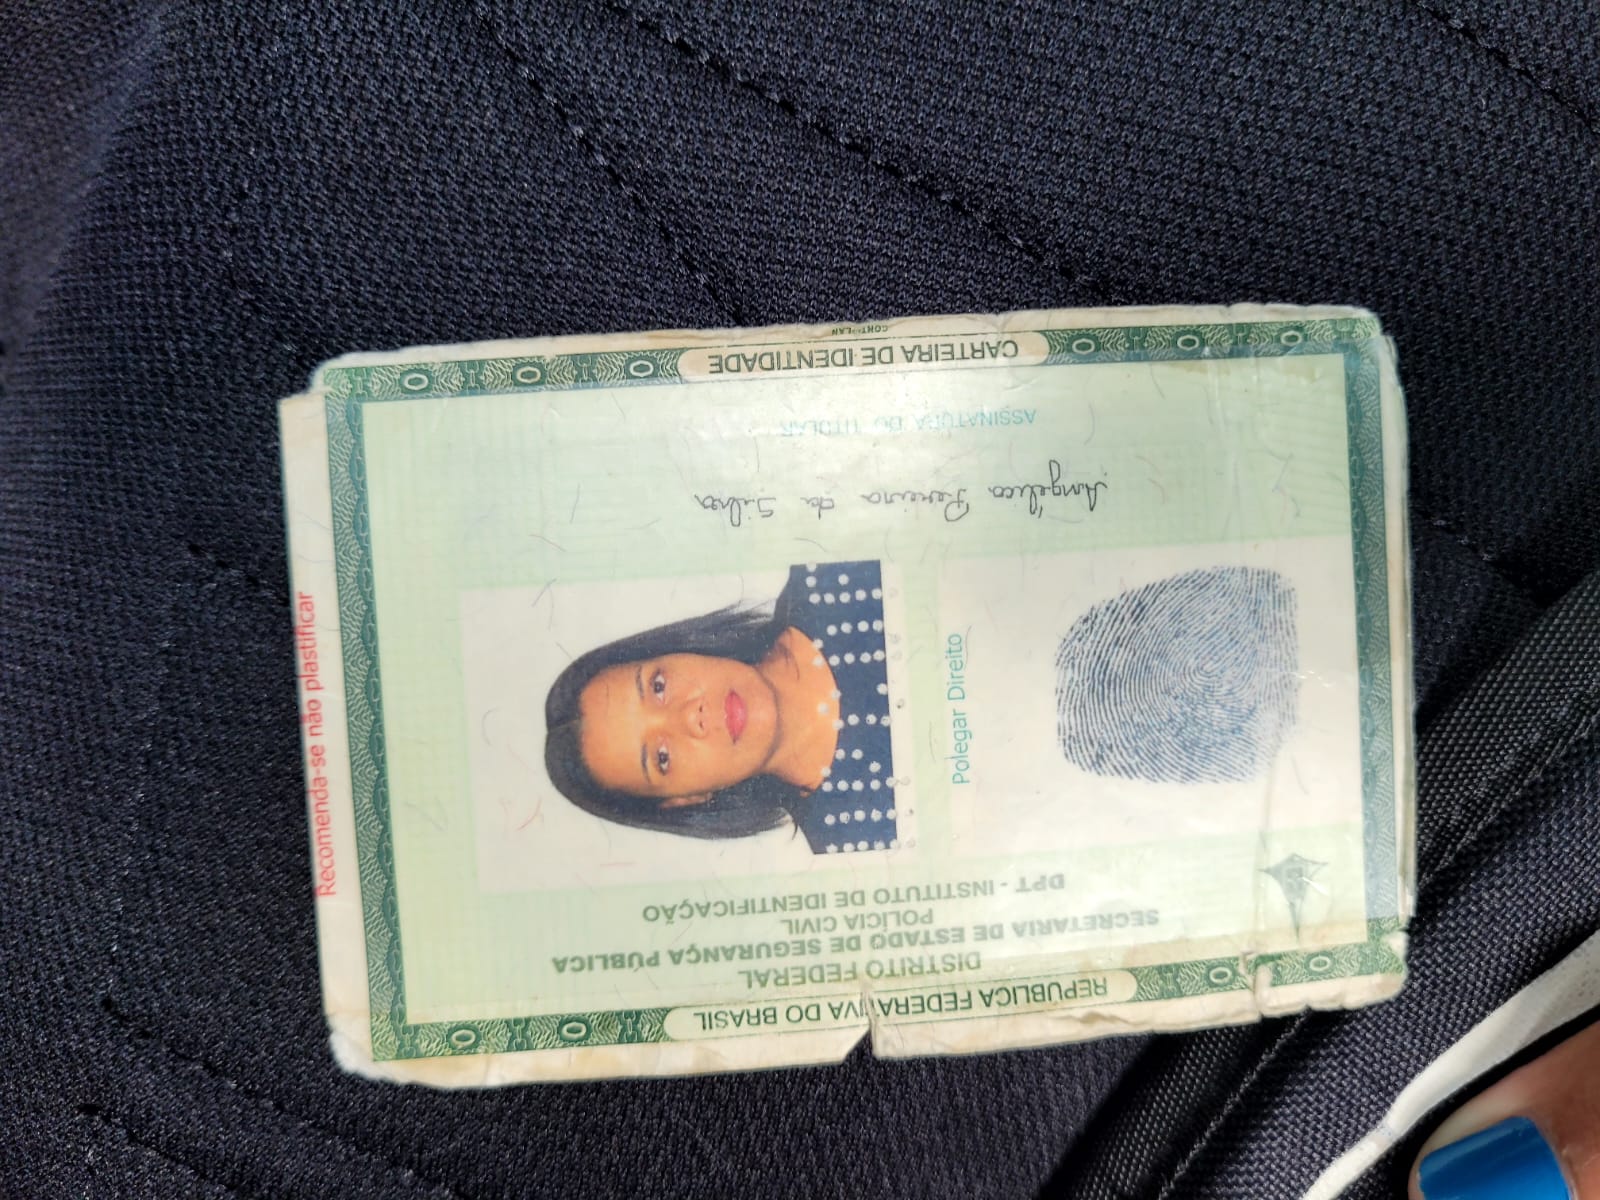 REPÚBLICA FEDERATIVA DO BRASIL
DISTRITO FEDERAL
SECRETARIA DE ESTADO DE SEGURANÇA PÚBLICA
POLÍCIA CIVIL
DPT - INSTITUTO DE IDENTIFICAÇÃO
Polegar Direito
Angélica Pereira da Silva
ASSINATURA DO TITULAR
CARTEIRA DE IDENTIDADE
Recomenda-se não plastificar